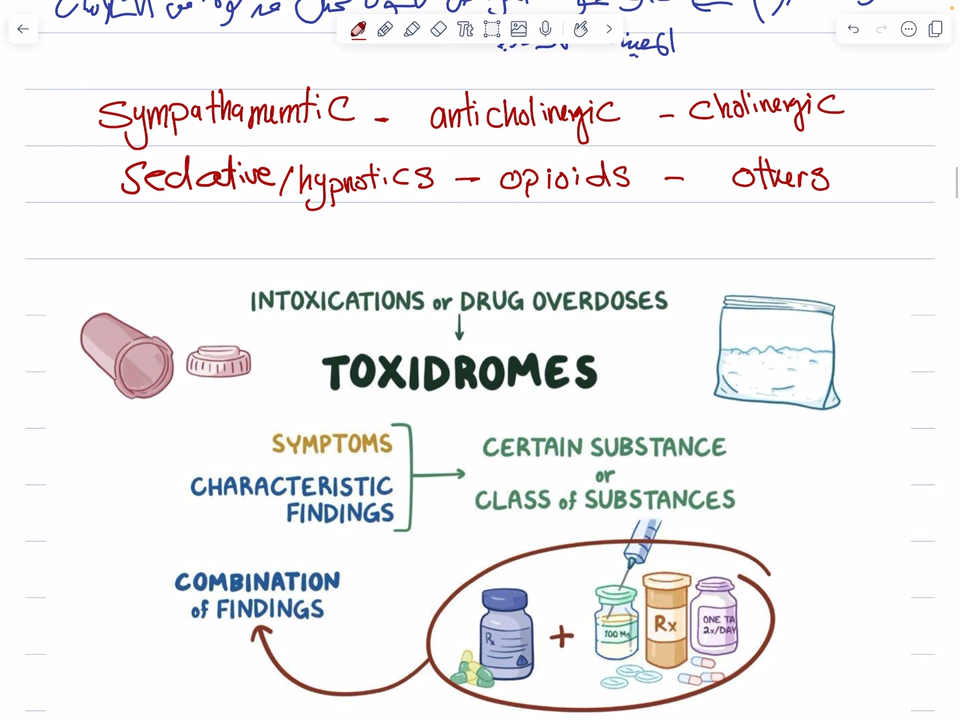 Sympathamemtic - anticholinergic - cholinergic
Sedative/hypnotics - opioids - others
INTOXICATIONS or DRUG OVERDOSES
TOXIDROMES
SYMPTOMS
CHARACTERISTIC
FINDINGS
CERTAIN SUBSTANCE
or
CLASS of SUBSTANCES
COMBINATION
of FINDINGS
Rx
100 Mg
Rx
ONE TA
2x/DAY